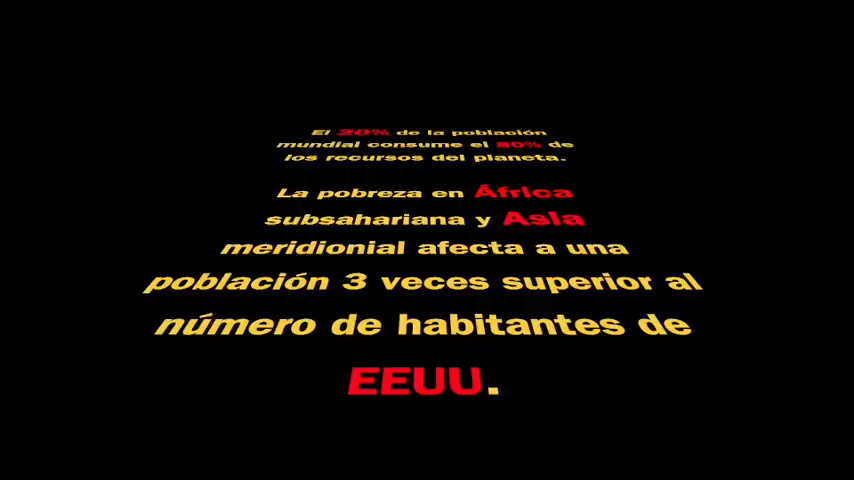 El 20% de la población
mundial consume el 80% de
los recursos del planeta.
La pobreza en África
subsahariana y Asia
meridionial afecta a una
población 3 veces superior al
número de habitantes de
EEUU.